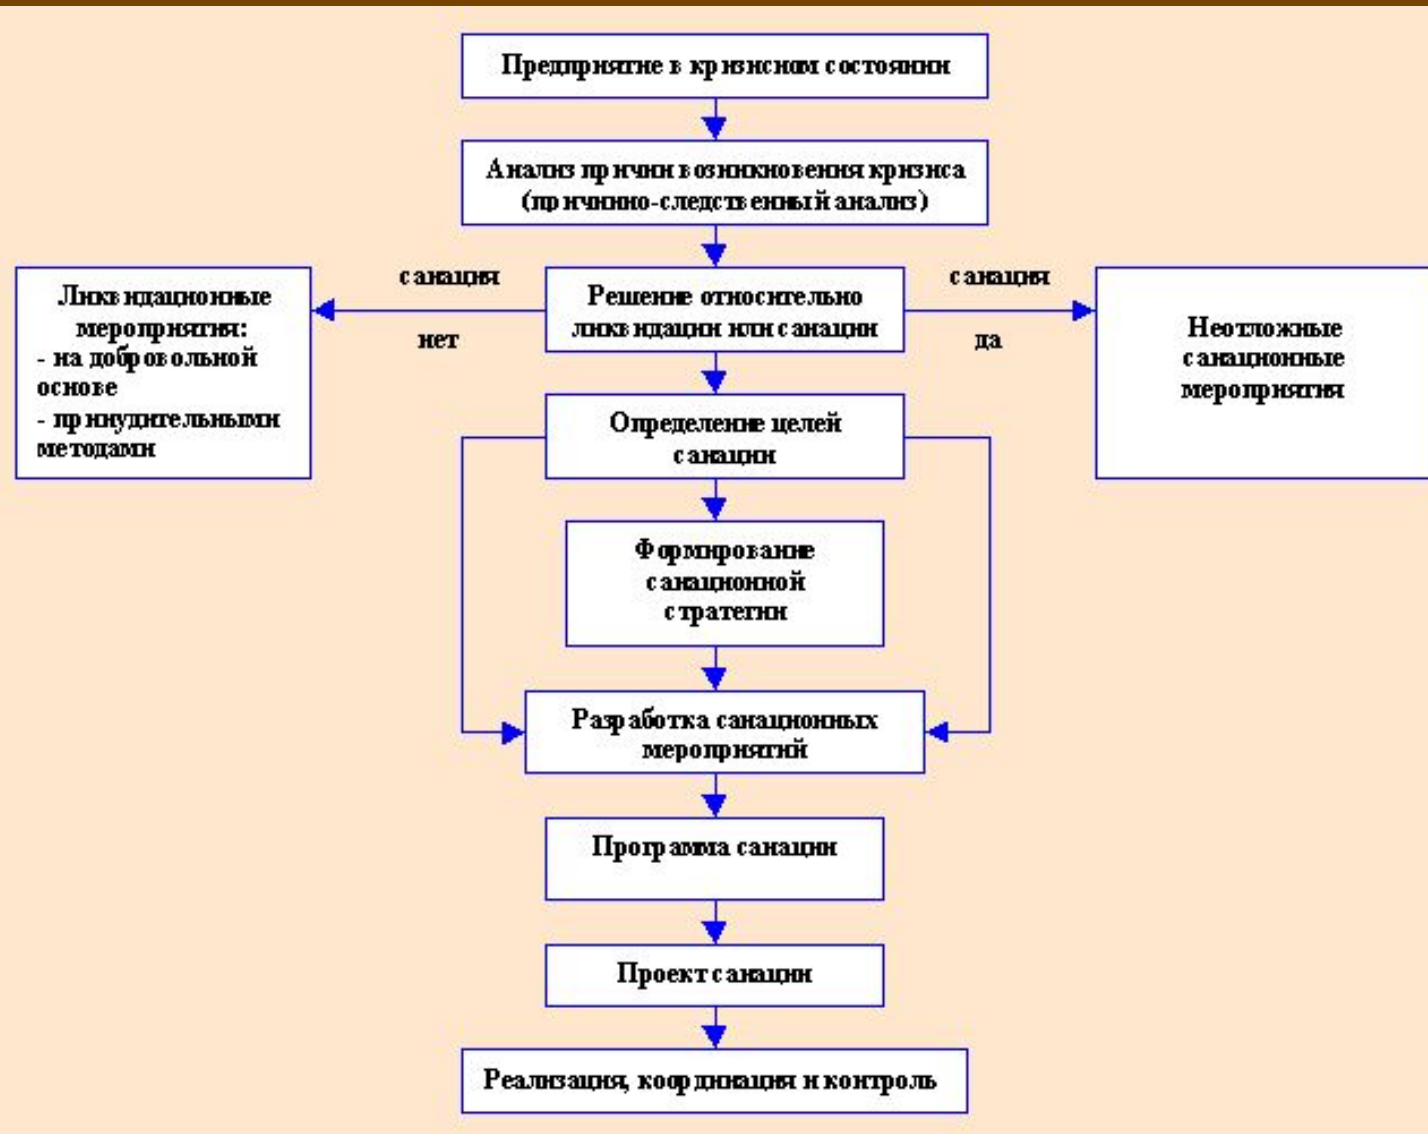 Предприятие в кризисном состоянии
Анализ причин возникновения кризиса
(причинно-следственный анализ)
санация
санация
Ликвидационные
мероприятия:
- на добровольной
основе
- принудительными
методами
Решение относительно
ликвидации или санации
нет
да
Неотложные
санационные
мероприятия
Определение целей
санации
Формирование
санационной
стратегии
Разработка санационных
мероприятий
Программа санации
Проект санации
Реализация, координация и контроль